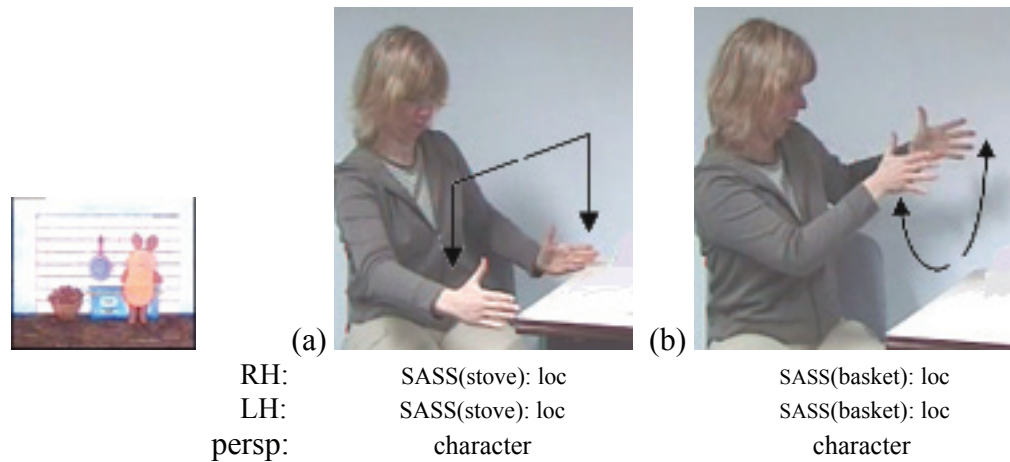 (a) (b)
RH: SASS(stove): loc SASS(basket): loc
LH: SASS(stove): loc SASS(basket): loc
persp: character character